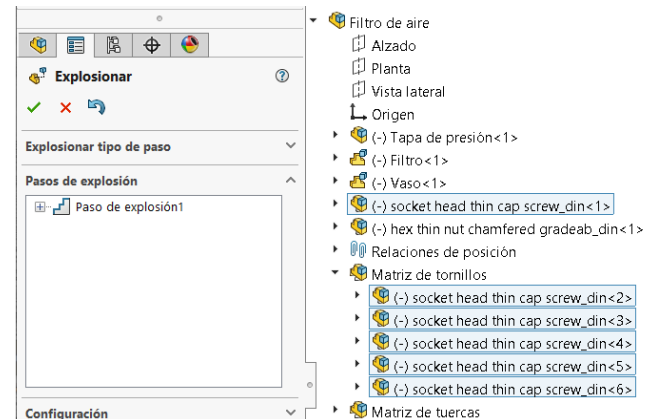 Explosionar
Explosionar tipo de paso
Pasos de explosión
Paso de explosión1
Configuración
Filtro de aire
Alzado
Planta
Vista lateral
Origen
(-) Tapa de presión<1>
(-) Filtro<1>
(-) Vaso<1>
(-) socket head thin cap screw_din<1>
(-) hex thin nut chamfered gradeab_din<1>
Relaciones de posición
Matriz de tornillos
(-) socket head thin cap screw_din<2>
(-) socket head thin cap screw_din<3>
(-) socket head thin cap screw_din<4>
(-) socket head thin cap screw_din<5>
(-) socket head thin cap screw_din<6>
Matriz de tuercas